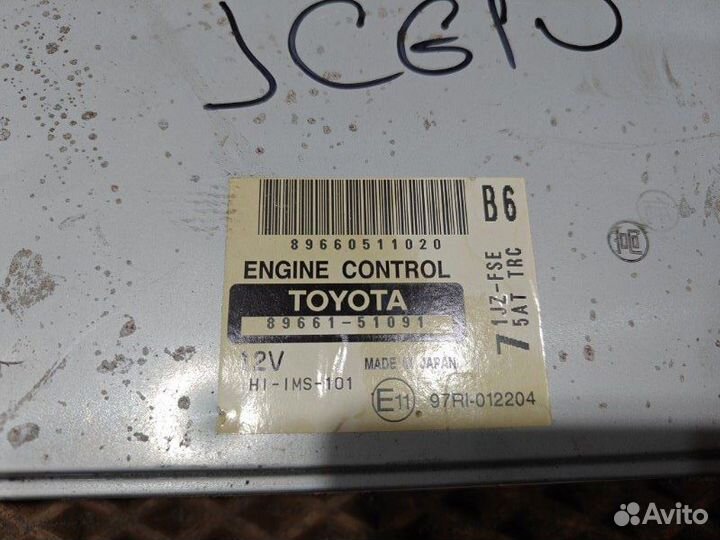 JCG10
B6
89660511020
ENGINE CONTROL
TOYOTA
89661-51091
12V
MADE IN JAPAN
HI-IMS-101
E11
97RI-012204
7
1JZ-FSE
5AT TRC
Avito